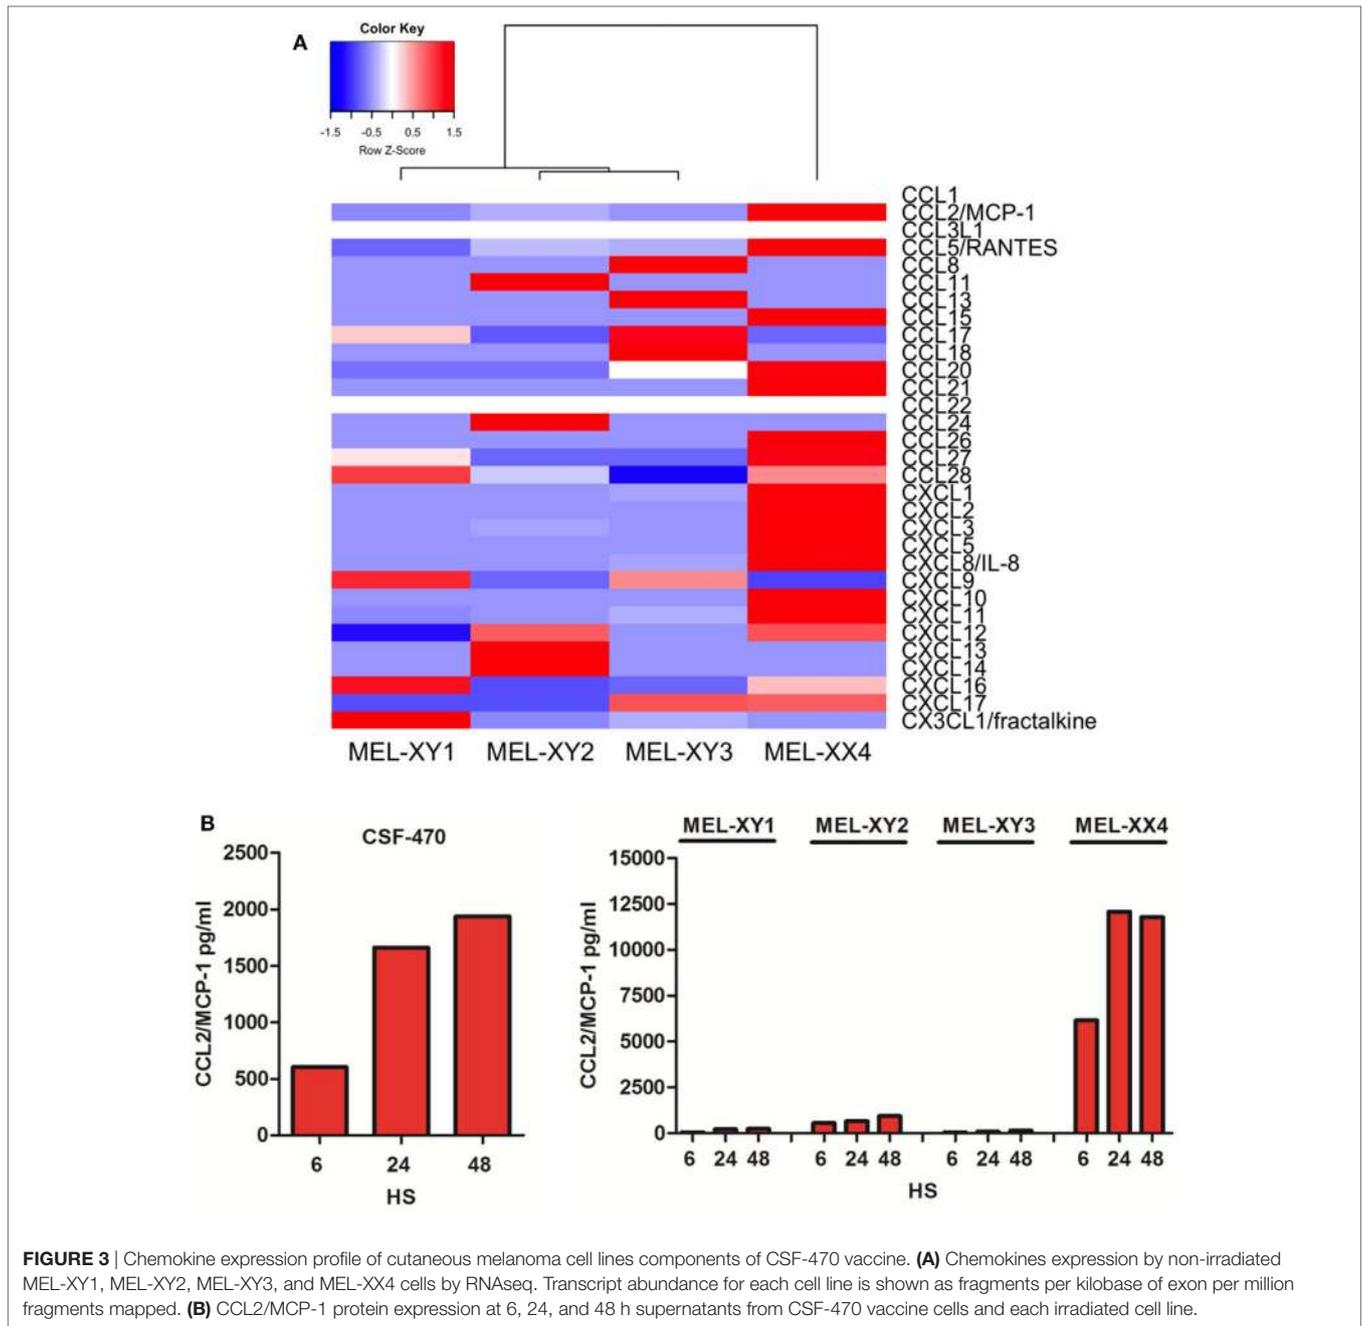 A
Color Key
-1.5 -0.5 0.5 1.5
Row Z-Score
CCL1
CCL2/MCP-1
CCL3L1
CCL5/RANTES
CCL8
CCL11
CCL13
CCL15
CCL17
CCL18
CCL20
CCL21
CCL22
CCL24
CCL26
CCL27
CCL28
CXCL1
CXCL2
CXCL3
CXCL5
CXCL8/IL-8
CXCL9
CXCL10
CXCL11
CXCL12
CXCL13
CXCL14
CXCL16
CXCL17
CX3CL1/fractalkine
MEL-XY1 MEL-XY2 MEL-XY3 MEL-XX4
B
CSF-470
CCL2/MCP-1 pg/ml
2500
2000
1500
1000
500
0
6 24 48
HS
MEL-XY1 MEL-XY2 MEL-XY3 MEL-XX4
CCL2/MCP-1 pg/ml
15000
12500
10000
7500
5000
2500
0
6 24 48 6 24 48 6 24 48 6 24 48
HS
FIGURE 3 | Chemokine expression profile of cutaneous melanoma cell lines components of CSF-470 vaccine. (A) Chemokines expression by non-irradiated
MEL-XY1, MEL-XY2, MEL-XY3, and MEL-XX4 cells by RNAseq. Transcript abundance for each cell line is shown as fragments per kilobase of exon per million
fragments mapped. (B) CCL2/MCP-1 protein expression at 6, 24, and 48 h supernatants from CSF-470 vaccine cells and each irradiated cell line.